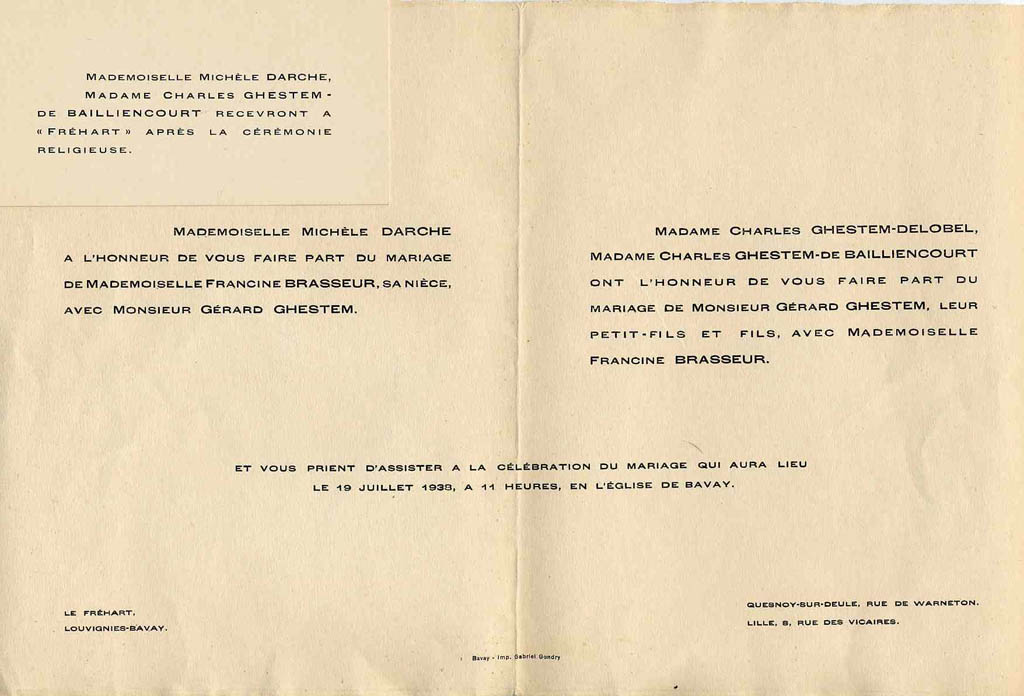 MADEMOISELLE MICHÈLE DARCHE,
MADAME CHARLES GHESTEM-
DE BAILLIENCOURT RECEVRONT A
« FRÉHART » APRÈS LA CÉRÉMONIE
RELIGIEUSE.
MADEMOISELLE MICHÈLE DARCHE
A L'HONNEUR DE VOUS FAIRE PART DU MARIAGE
DE MADEMOISELLE FRANCINE BRASSEUR, SA NIÈCE,
AVEC MONSIEUR GÉRARD GHESTEM.
MADAME CHARLES GHESTEM-DELOBEL,
MADAME CHARLES GHESTEM-DE BAILLIENCOURT
ONT L'HONNEUR DE VOUS FAIRE PART DU
MARIAGE DE MONSIEUR GÉRARD GHESTEM, LEUR
PETIT-FILS ET FILS, AVEC MADEMOISELLE
FRANCINE BRASSEUR.
ET VOUS PRIENT D'ASSISTER A LA CÉLÉBRATION DU MARIAGE QUI AURA LIEU
LE 19 JUILLET 1938, A 11 HEURES, EN L'ÉGLISE DE BAVAY.
LE FRÉHART,
LOUVIGNIES-BAVAY.
QUESNOY-SUR-DEULE, RUE DE WARNETON.
LILLE, 8, RUE DES VICAIRES.
Bavay - Imp. Gabriel Gondry